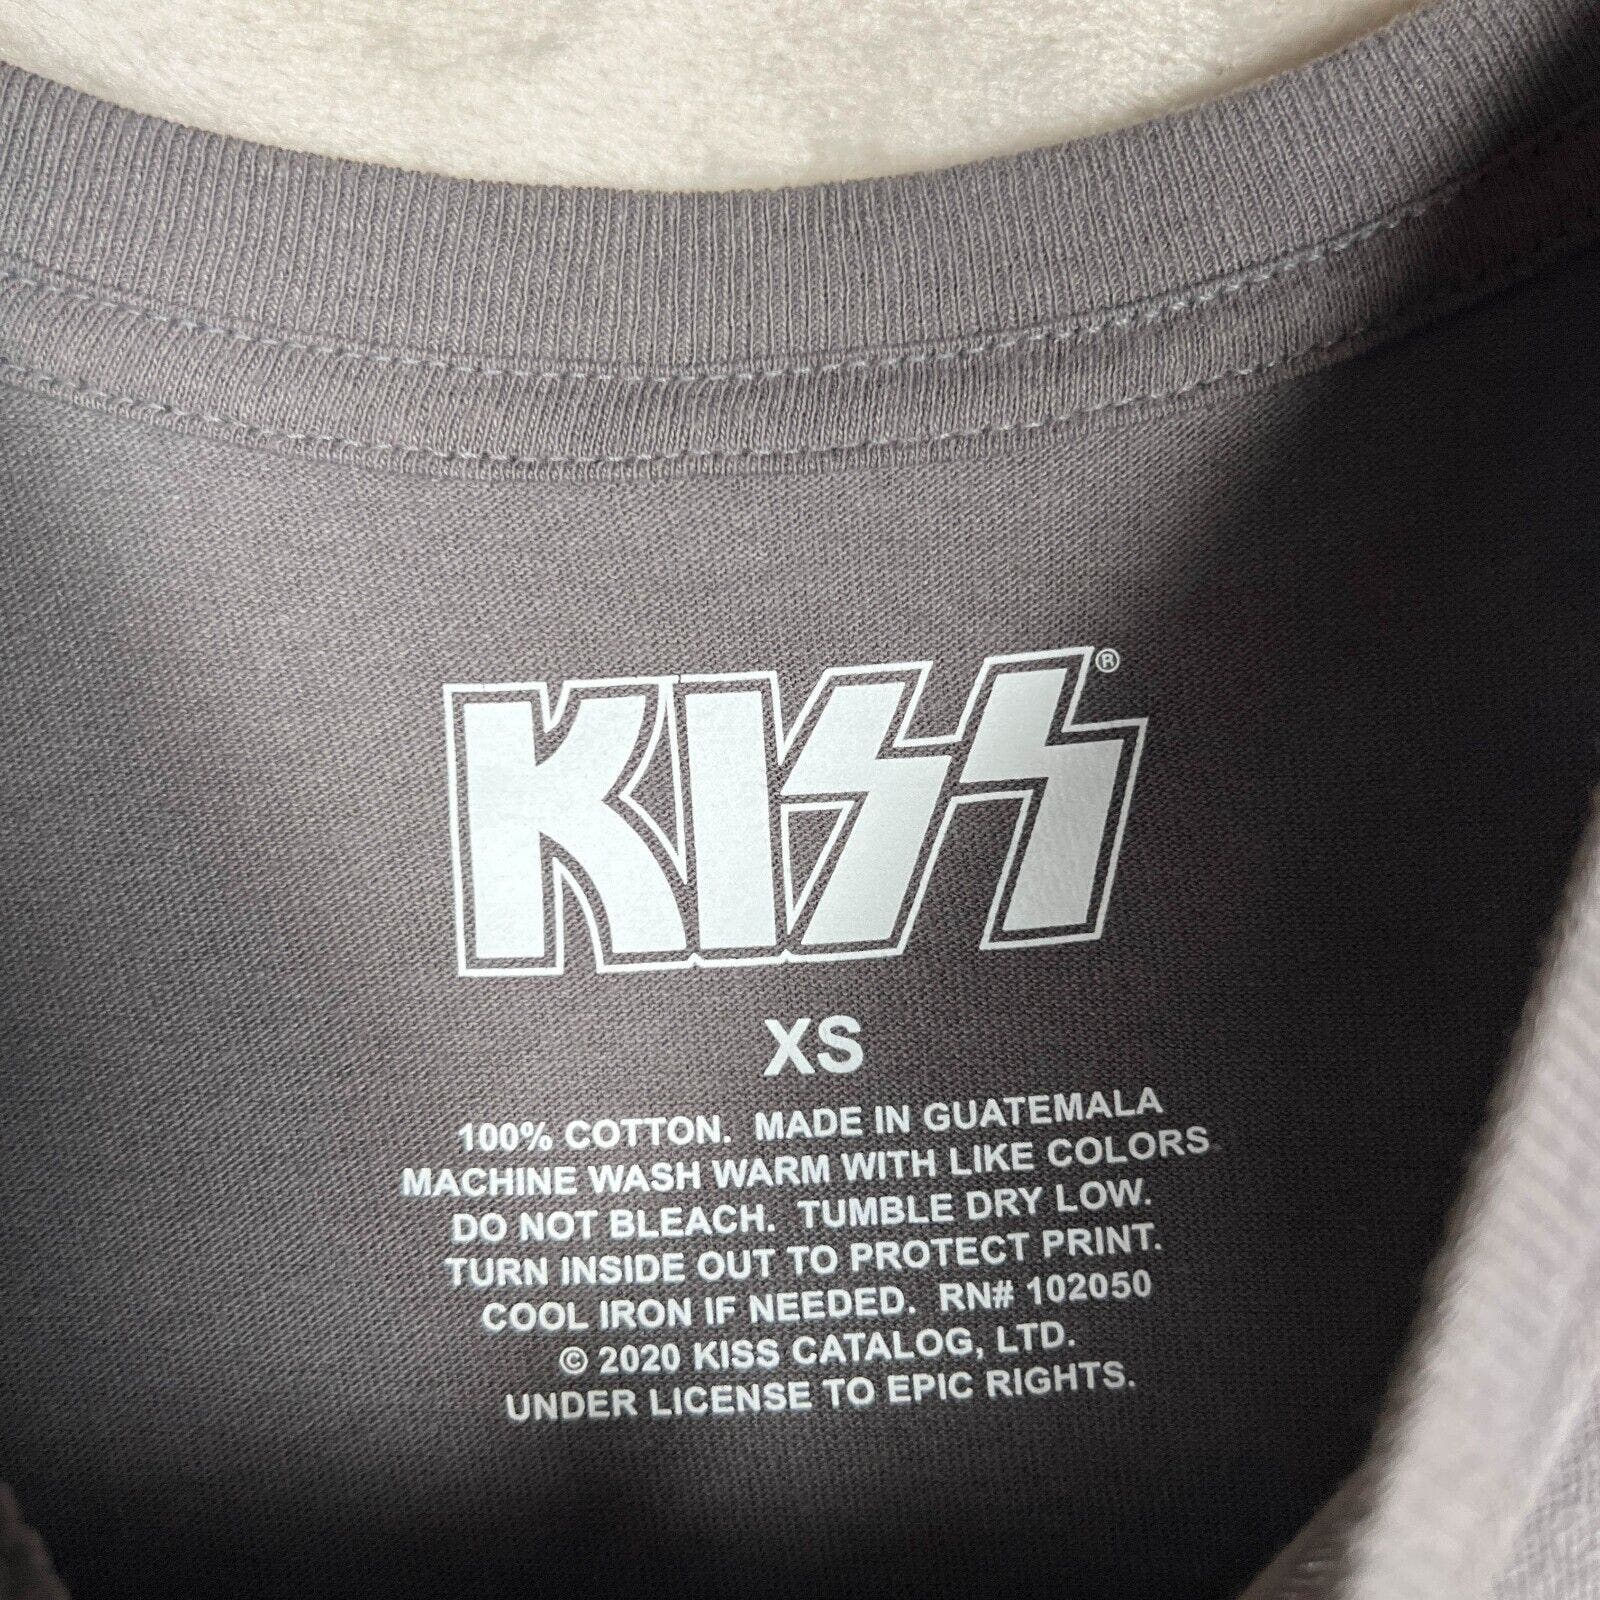 KISS®
XS
100% COTTON. MADE IN GUATEMALA
MACHINE WASH WARM WITH LIKE COLORS
DO NOT BLEACH. TUMBLE DRY LOW.
TURN INSIDE OUT TO PROTECT PRINT.
COOL IRON IF NEEDED. RN# 102050
© 2020 KISS CATALOG, LTD.
UNDER LICENSE TO EPIC RIGHTS.